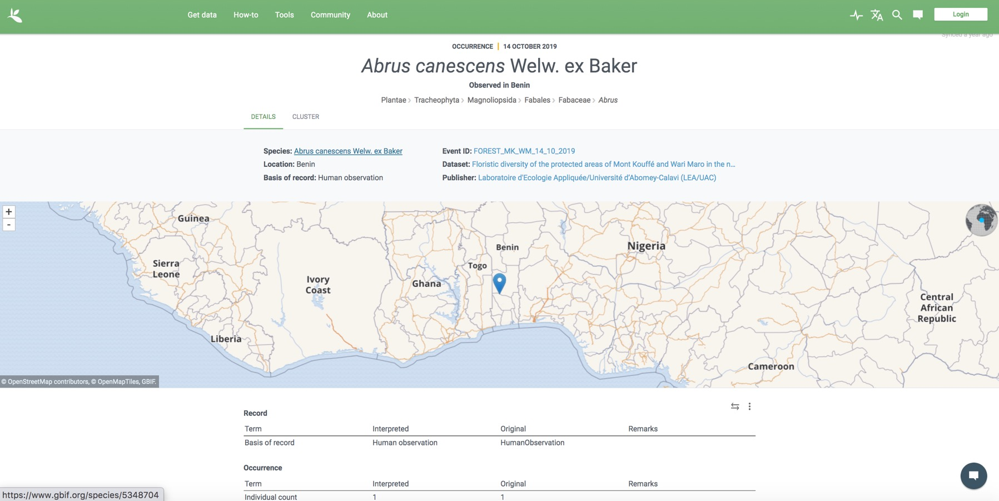 Get data How-to Tools Community About Login
Synced a year ago
OCCURRENCE | 14 OCTOBER 2019
Abrus canescens Welw. ex Baker
Observed in Benin
Plantae › Tracheophyta › Magnoliopsida › Fabales › Fabaceae › Abrus
DETAILS CLUSTER
Species: Abrus canescens Welw. ex Baker
Location: Benin
Basis of record: Human observation
Event ID: FOREST_MK_WM_14_10_2019
Dataset: Floristic diversity of the protected areas of Mont Kouffé and Wari Maro in the n...
Publisher: Laboratoire d'Ecologie Appliquée/Université d'Abomey-Calavi (LEA/UAC)
+
-
Guinea
Sierra
Leone
Liberia
Ivory
Coast
Ghana
Togo
Benin
Nigeria
Cameroon
Central
African
Republic
© OpenStreetMap contributors, © OpenMapTiles, GBIF.
Record
Term Interpreted Original Remarks
Basis of record Human observation HumanObservation
Occurrence
Term Interpreted Original Remarks
Individual count 1 1
https://www.gbif.org/species/5348704